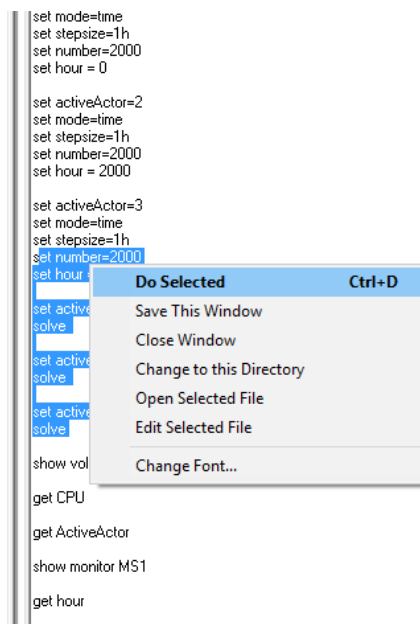 set mode=time
set stepsize=1h
set number=2000
set hour = 0
set activeActor=2
set mode=time
set stepsize=1h
set number=2000
set hour = 2000
set activeActor=3
set mode=time
set stepsize=1h
set number=2000
set hour
set active
solve
set active
solve
set active
solve
show vol
get CPU
get ActiveActor
show monitor MS1
get hour
Do Selected Ctrl+D
Save This Window
Close Window
Change to this Directory
Open Selected File
Edit Selected File
Change Font...